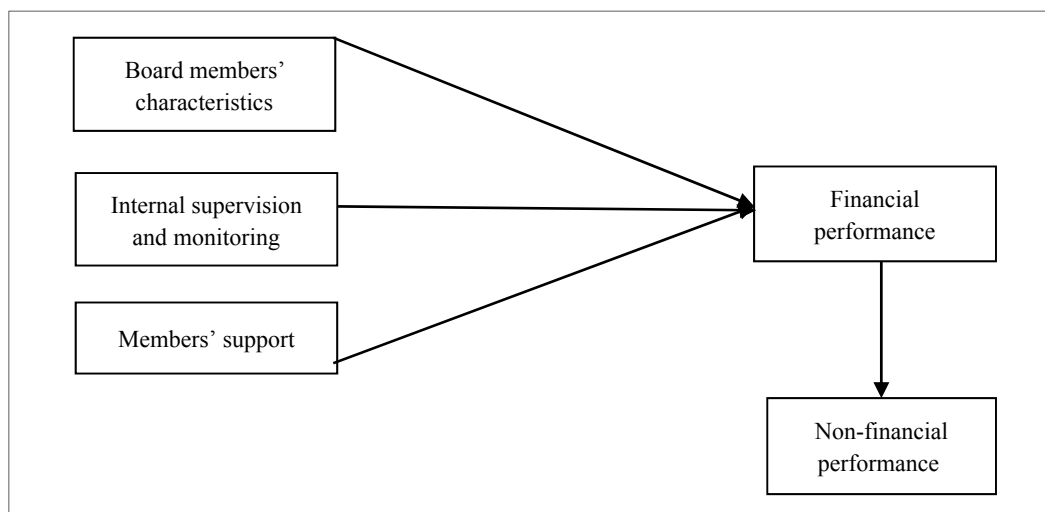 Board members’
characteristics
Internal supervision
and monitoring
Members’ support
Financial
performance
Non-financial
performance